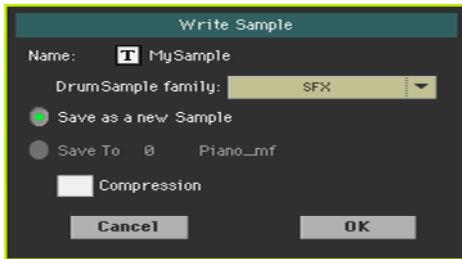 Write Sample
Name: T MySample
DrumSample family: SFX
Save as a new Sample
Save To 0 Piano_mf
Compression
Cancel OK